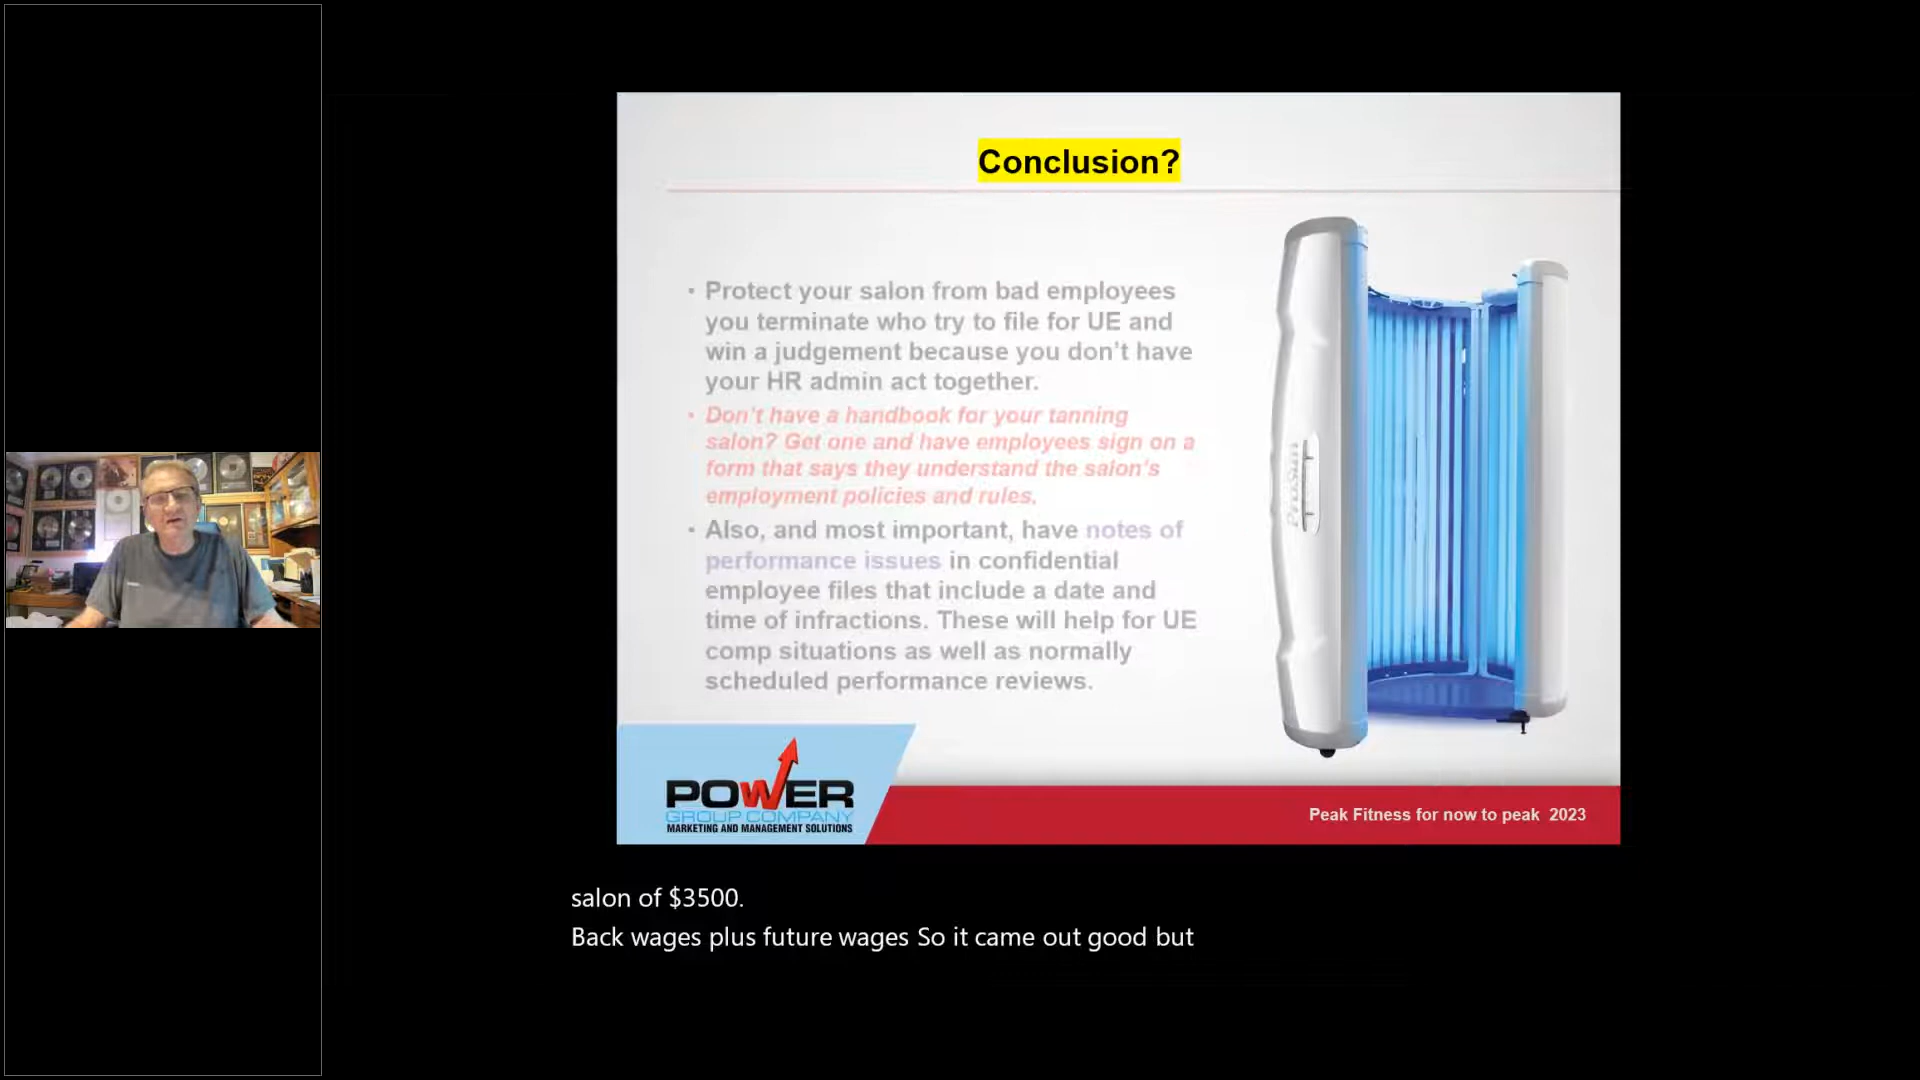 Conclusion?
• Protect your salon from bad employees
you terminate who try to file for UE and
win a judgement because you don't have
your HR admin act together.
• Don't have a handbook for your tanning
salon? Get one and have employees sign on a
form that says they understand the salon's
employment policies and rules.
• Also, and most important, have notes of
performance issues in confidential
employee files that include a date and
time of infractions. These will help for UE
comp situations as well as normally
scheduled performance reviews.
ProSun
POWER
GROUP COMPANY
MARKETING AND MANAGEMENT SOLUTIONS
Peak Fitness for now to peak 2023
salon of $3500.
Back wages plus future wages So it came out good but